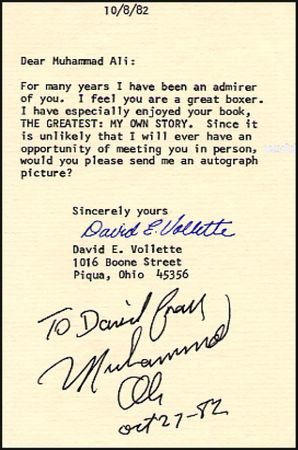 10/8/82
Dear Muhammad Ali:
For many years I have been an admirer
of you. I feel you are a great boxer.
I have especially enjoyed your book,
THE GREATEST: MY OWN STORY. Since it
is unlikely that I will ever have an
opportunity of meeting you in person,
would you please send me an autograph
picture?
Sincerely yours
David E. Vollette
David E. Vollette
1016 Boone Street
Piqua, Ohio 45356
To David from
Muhammad
Ali
oct 27-82